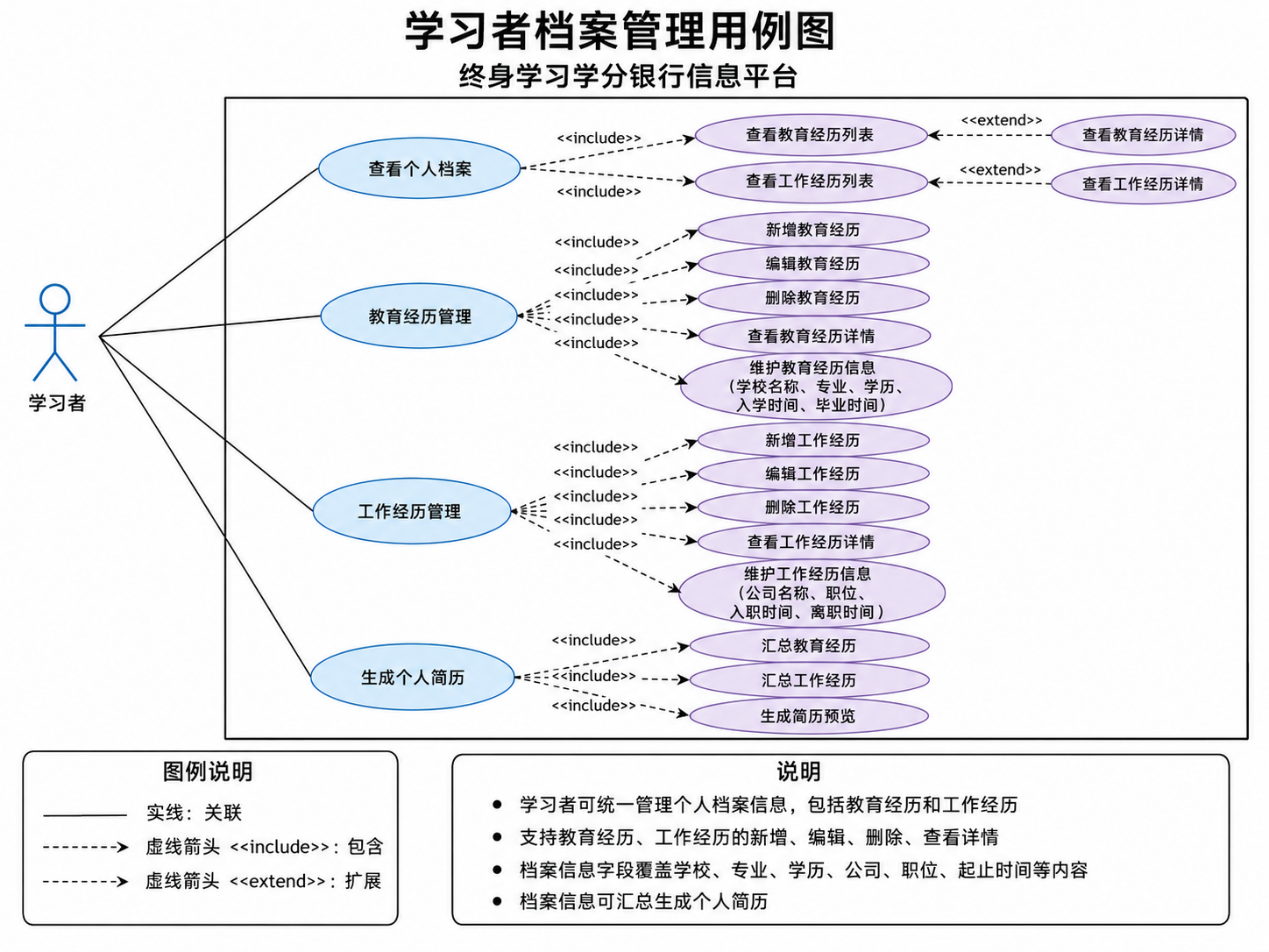 学习者档案管理用例图
终身学习学分银行信息平台
学习者
查看个人档案
<<include>>
<<include>>
查看教育经历列表
<<extend>>
查看教育经历详情
查看工作经历列表
<<extend>>
查看工作经历详情
教育经历管理
<<include>>
<<include>>
<<include>>
<<include>>
<<include>>
新增教育经历
编辑教育经历
删除教育经历
查看教育经历详情
维护教育经历信息
（学校名称、专业、学历、
入学时间、毕业时间）
工作经历管理
<<include>>
<<include>>
<<include>>
<<include>>
<<include>>
新增工作经历
编辑工作经历
删除工作经历
查看工作经历详情
维护工作经历信息
（公司名称、职位、
入职时间、离职时间）
生成个人简历
<<include>>
<<include>>
<<include>>
汇总教育经历
汇总工作经历
生成简历预览
图例说明
实线：关联
虚线箭头 <<include>>：包含
虚线箭头 <<extend>>：扩展
说明
● 学习者可统一管理个人档案信息，包括教育经历和工作经历
● 支持教育经历、工作经历的新增、编辑、删除、查看详情
● 档案信息字段覆盖学校、专业、学历、公司、职位、起止时间等内容
● 档案信息可汇总生成个人简历